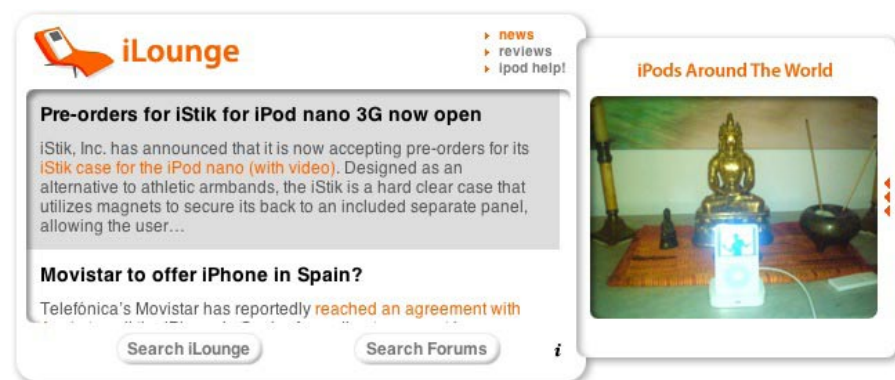 iLounge
news
reviews
ipod help!
Pre-orders for iStik for iPod nano 3G now open
iStik, Inc. has announced that it is now accepting pre-orders for its
iStik case for the iPod nano (with video). Designed as an
alternative to athletic armbands, the iStik is a hard clear case that
utilizes magnets to secure its back to an included separate panel,
allowing the user…
Movistar to offer iPhone in Spain?
Telefónica's Movistar has reportedly reached an agreement with
Search iLounge
Search Forums
i
iPods Around The World